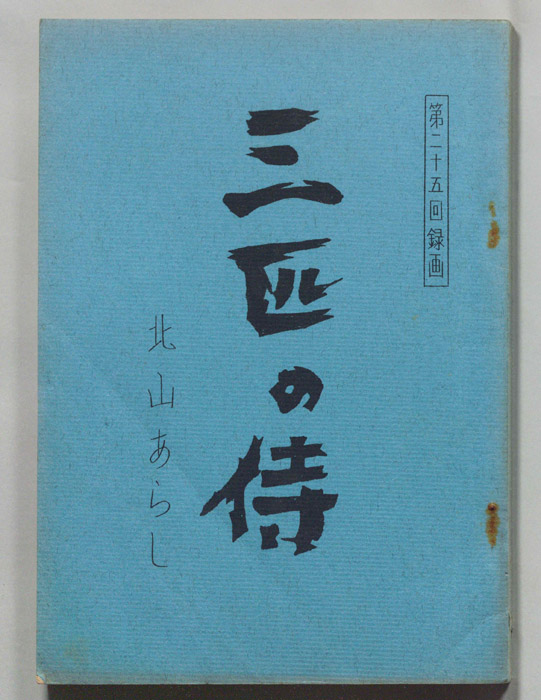 第二十五回録画
三匹の侍
北山あらし